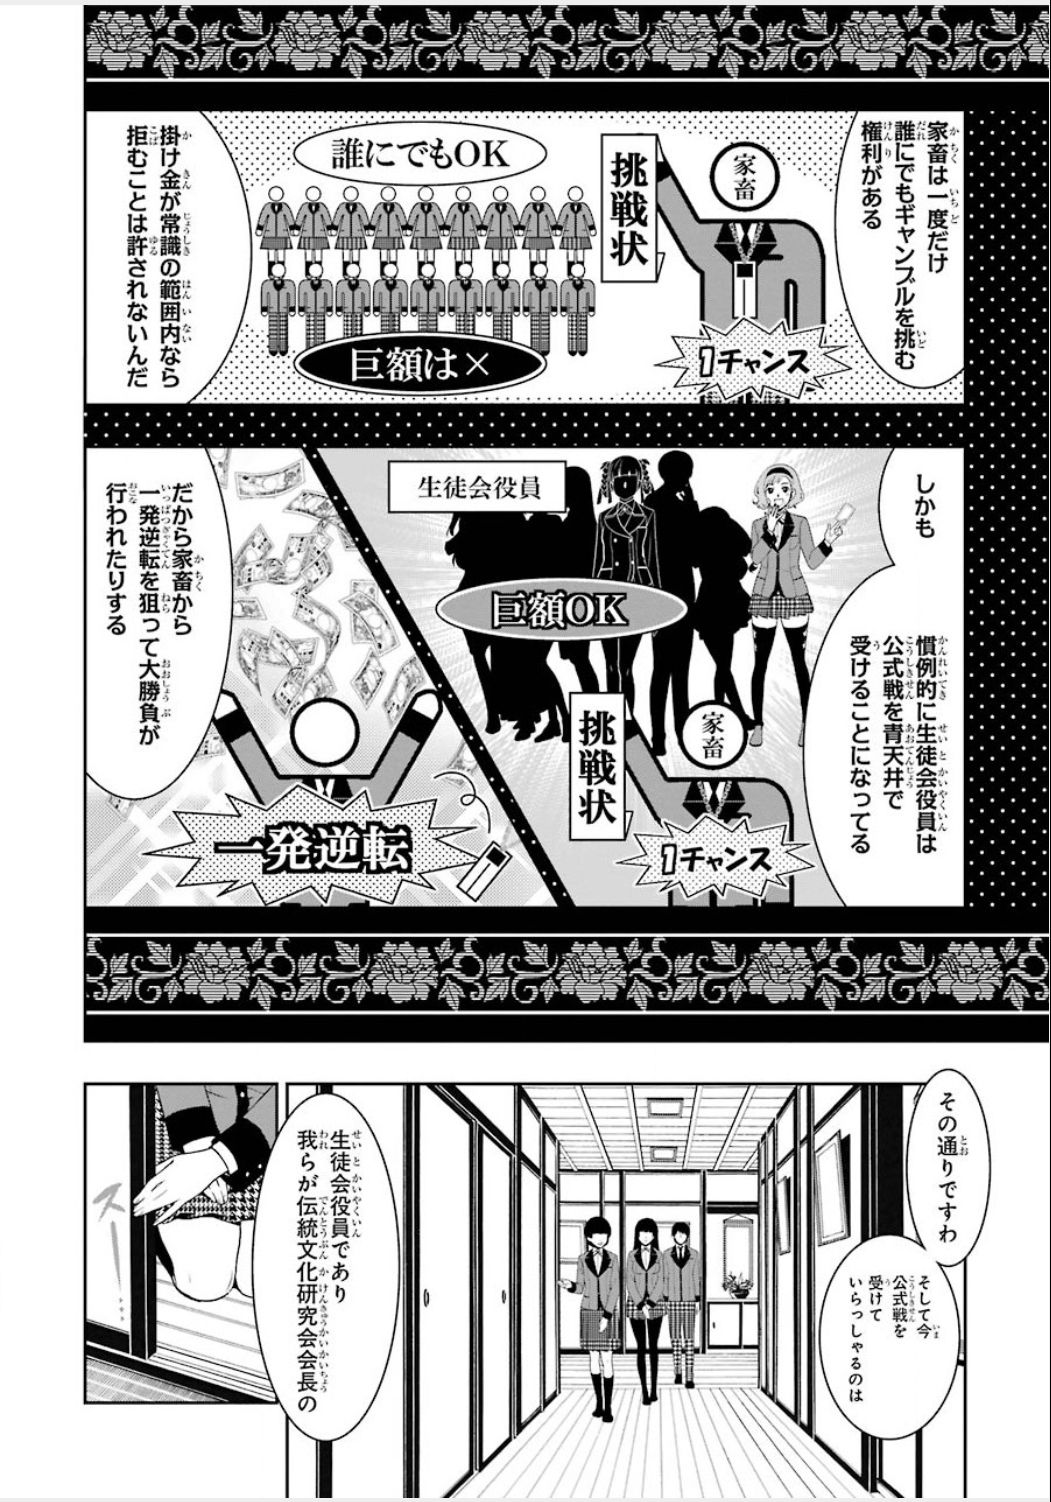 家畜は一度だけ
誰にでもギャンブルを挑む
権利がある
家畜
挑戦状
1チャンス
誰にでもOK
巨額は×
掛け金が常識の範囲内なら
拒むことは許されないんだ
しかも
慣例的に生徒会役員は
公式戦を青天井で
受けることになってる
生徒会役員
巨額OK
家畜
挑戦状
1チャンス
だから家畜から
一発逆転を狙って大勝負が
行われたりする
一発逆転
その通りですわ
そして今
公式戦を
受けて
いらっしゃるのは
生徒会役員であり
我らが伝統文化研究会会長の
スー……